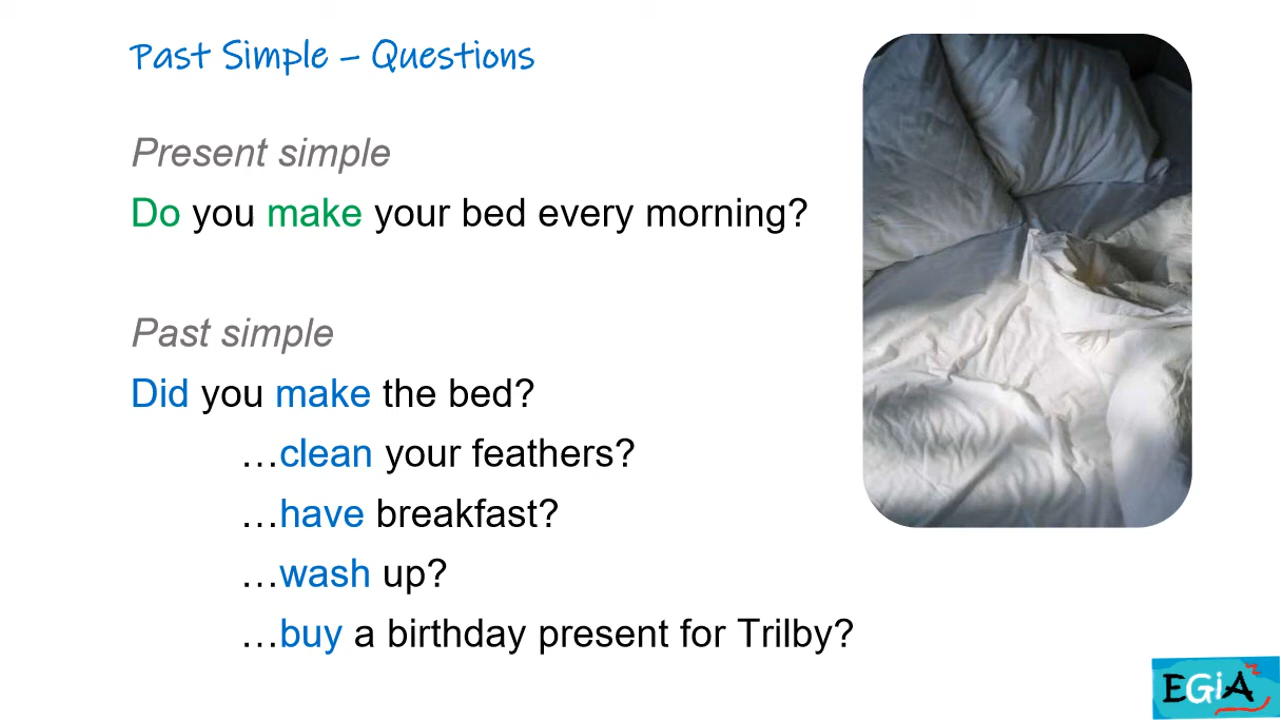 Past Simple – Questions
Present simple
Do you make your bed every morning?
Past simple
Did you make the bed?
…clean your feathers?
…have breakfast?
…wash up?
…buy a birthday present for Trilby?
EGiA